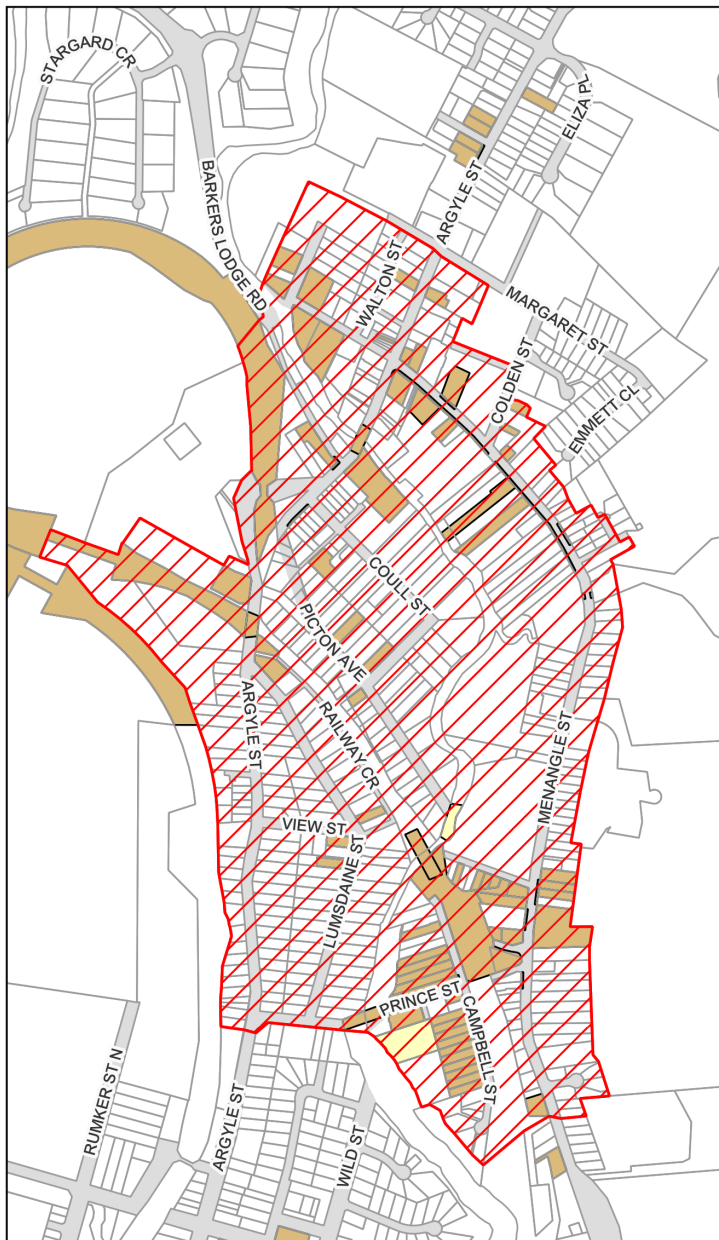 STARGARD CR
ELIZA PL
BARKERS LODGE RD
ARGYLE ST
WALTON ST
MARGARET ST
COLDEN ST
EMMETT CL
COULL ST
PICTON AVE
ARGYLE ST
RAILWAY CR
MENANGLE ST
VIEW ST
LUMSDAINE ST
PRINCE ST
CAMPBELL ST
RUMKER ST N
ARGYLE ST
WILD ST